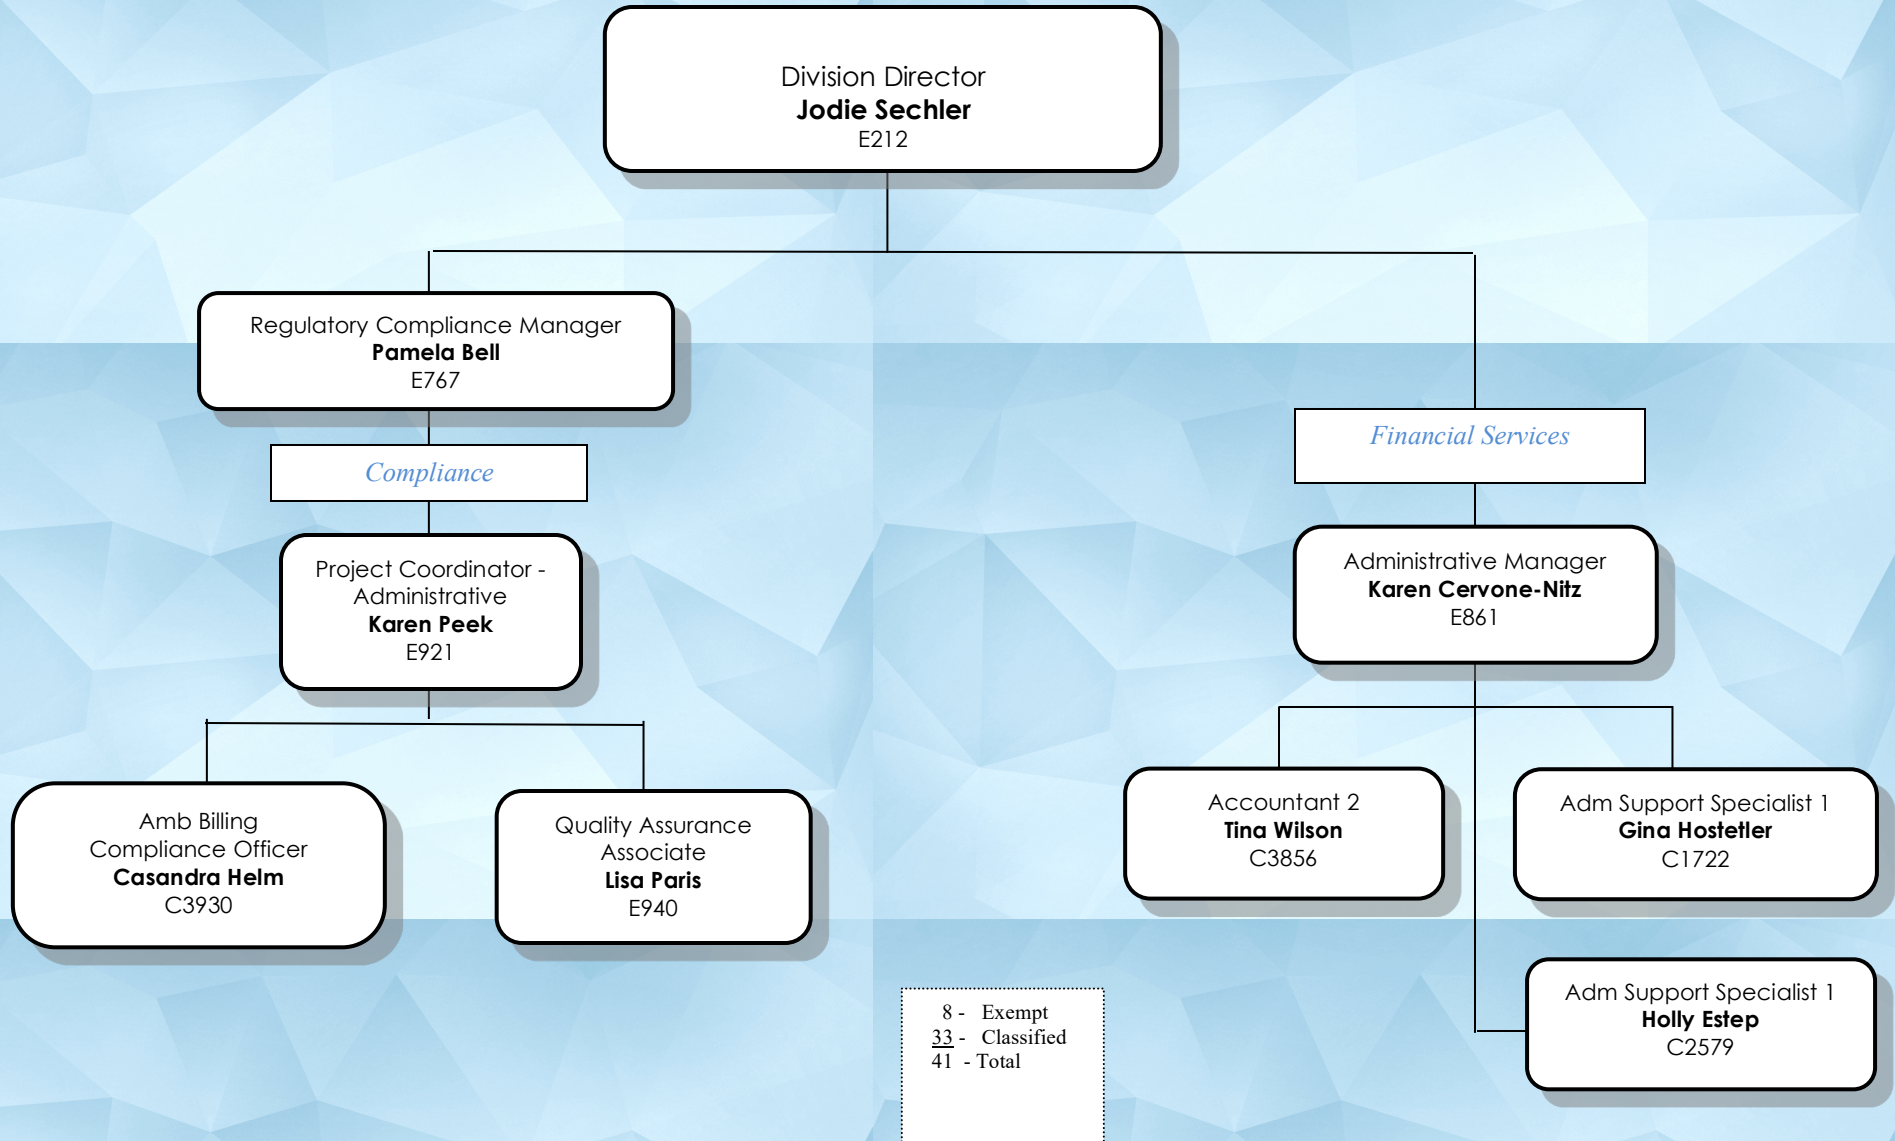 Division Director
Jodie Sechler
E212
Regulatory Compliance Manager
Pamela Bell
E767
Compliance
Project Coordinator -
Administrative
Karen Peek
E921
Amb Billing
Compliance Officer
Casandra Helm
C3930
Quality Assurance
Associate
Lisa Paris
E940
Financial Services
Administrative Manager
Karen Cervone-Nitz
E861
Accountant 2
Tina Wilson
C3856
Adm Support Specialist 1
Gina Hostetler
C1722
Adm Support Specialist 1
Holly Estep
C2579
8 - Exempt
33 - Classified
41 - Total